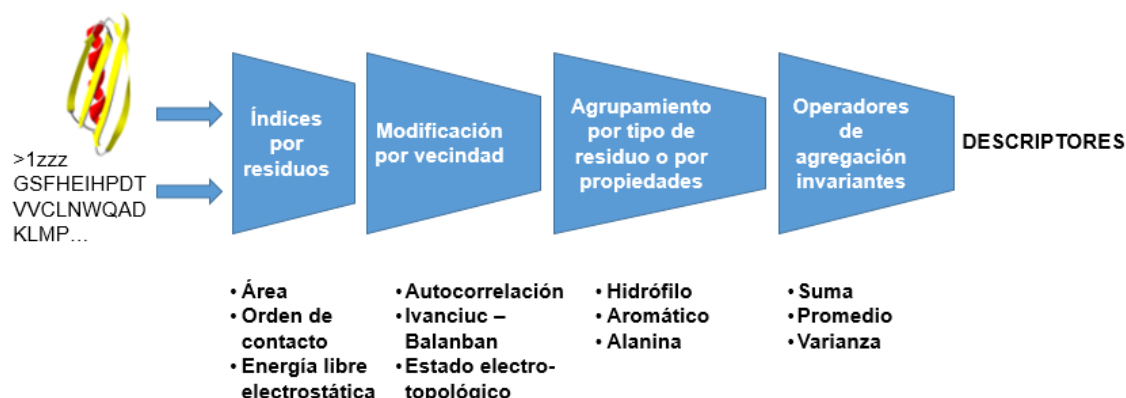 >1zzz
GSFHEIHPDT
VVCLNWQAD
KLMP...
Índices
por
residuos
Modificación
por vecindad
Agrupamiento
por tipo de
residuo o por
propiedades
Operadores
de
agregación
invariantes
DESCRIPTORES
• Área
• Orden de
contacto
• Energía libre
electrostática
• Autocorrelación
• Ivanciuc –
Balanban
• Estado electro-
topológico
• Hidrófilo
• Aromático
• Alanina
• Suma
• Promedio
• Varianza